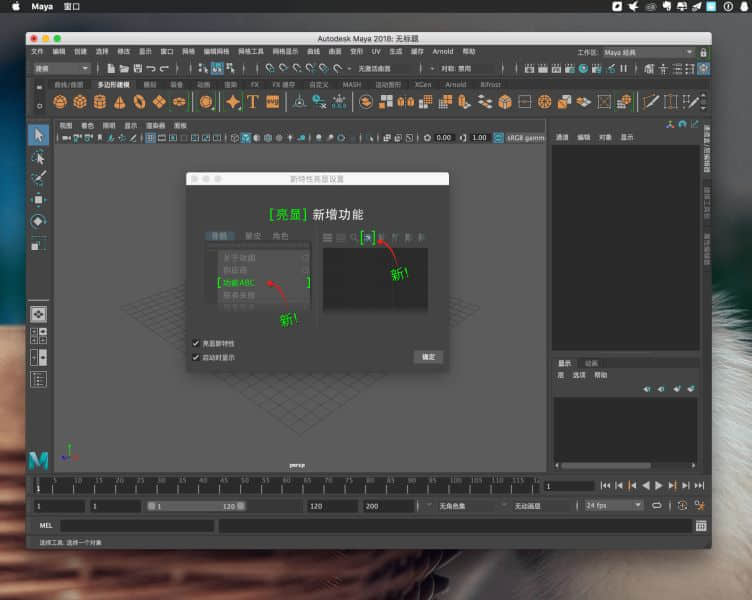 Maya 窗口
Autodesk Maya 2018: 无标题
文件 编辑 创建 选择 修改 显示 窗口 网格 编辑网格 网格工具 网格显示 曲线 曲面 变形 UV 生成 缓存 Arnold 帮助
工作区: Maya 经典
建模
无激活曲面
对称: 禁用
曲线/曲面 多边形建模 雕刻 装备 动画 渲染 FX FX 缓存 自定义 MASH 运动图形 XGen Arnold Bifrost
视图 着色 照明 显示 渲染器 面板
0.00 1.00 sRGB gamm
通道 编辑 对象 显示
新特性亮显设置
[亮显] 新增功能
骨骼 蒙皮 角色
关于动画
[功能ABC]
新!
新!
亮显新特性
启动时显示
确定
persp
显示 动画
层 选项 帮助
5 10 15 20 25 30 35 40 45 50 55 60 65 70 75 80 85 90 95 100 105 110 115 12
1
1
1 1 1 120 120 200
无角色集
无动画层
24 fps
MEL
选择工具: 选择一个对象